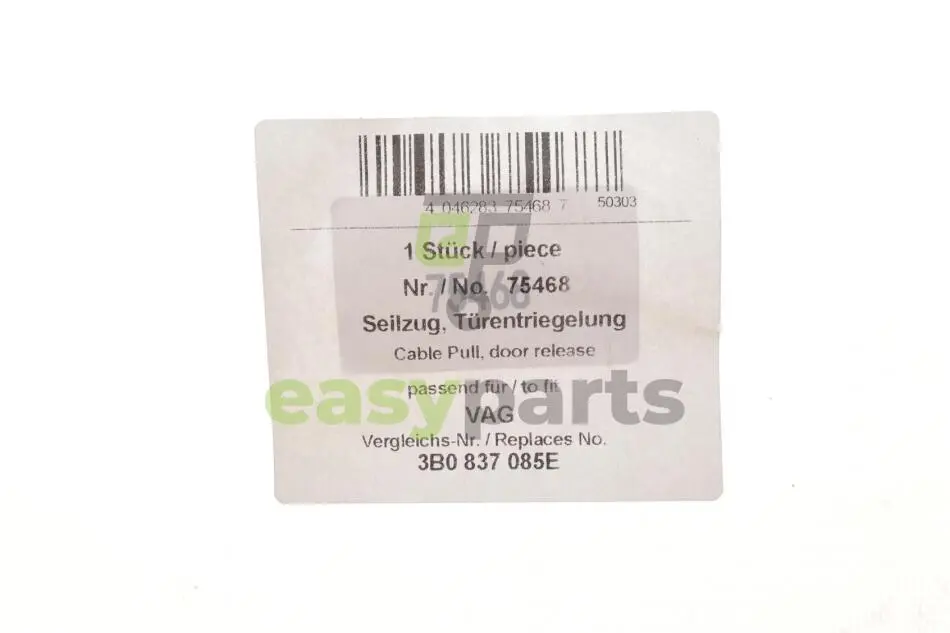 4 046283 75468 7 50303
1 Stück / piece
Nr. / No. 75468
75468
Seilzug, Türentriegelung
Cable Pull, door release
passend für / to fit
easyparts
VAG
Vergleichs-Nr. / Replaces No.
3B0 837 085E